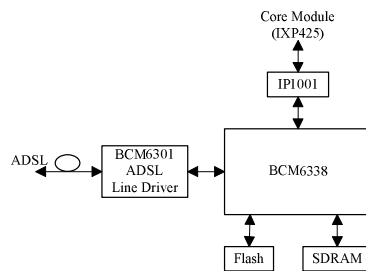 Core Module
(IXP425)
IP1001
ADSL
BCM6301
ADSL
Line Driver
BCM6338
Flash
SDRAM